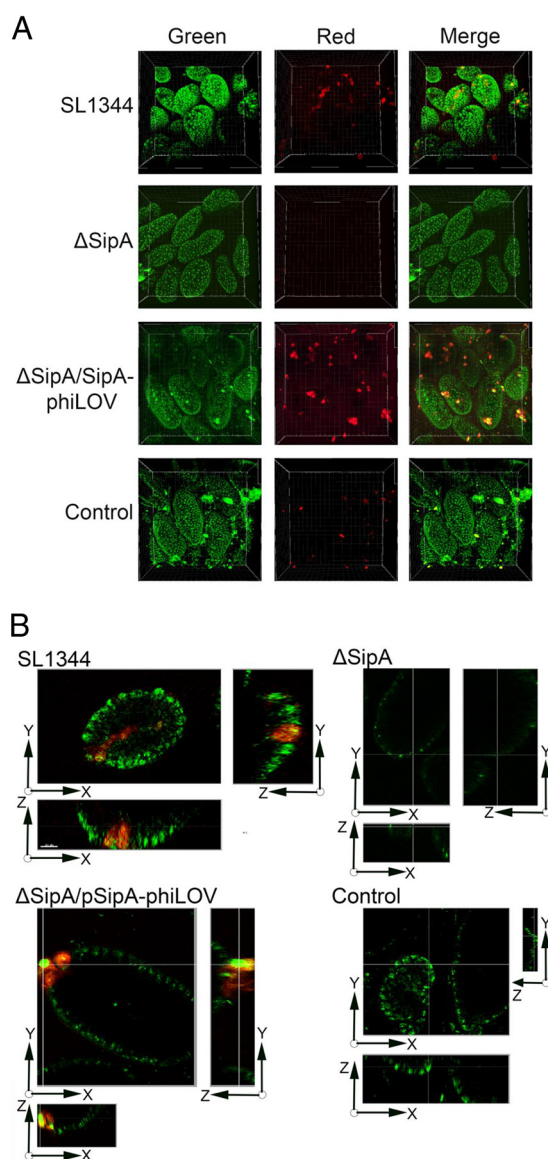 A
Green Red Merge
SL1344
ΔSipA
ΔSipA/SipA-
phiLOV
Control
B
SL1344 ΔSipA
Y Y Y Y
X Z X Z
Z Z
X X
ΔSipA/pSipA-phiLOV Control
Y
Z
Y Y Y
X Z X
Z Z
X X